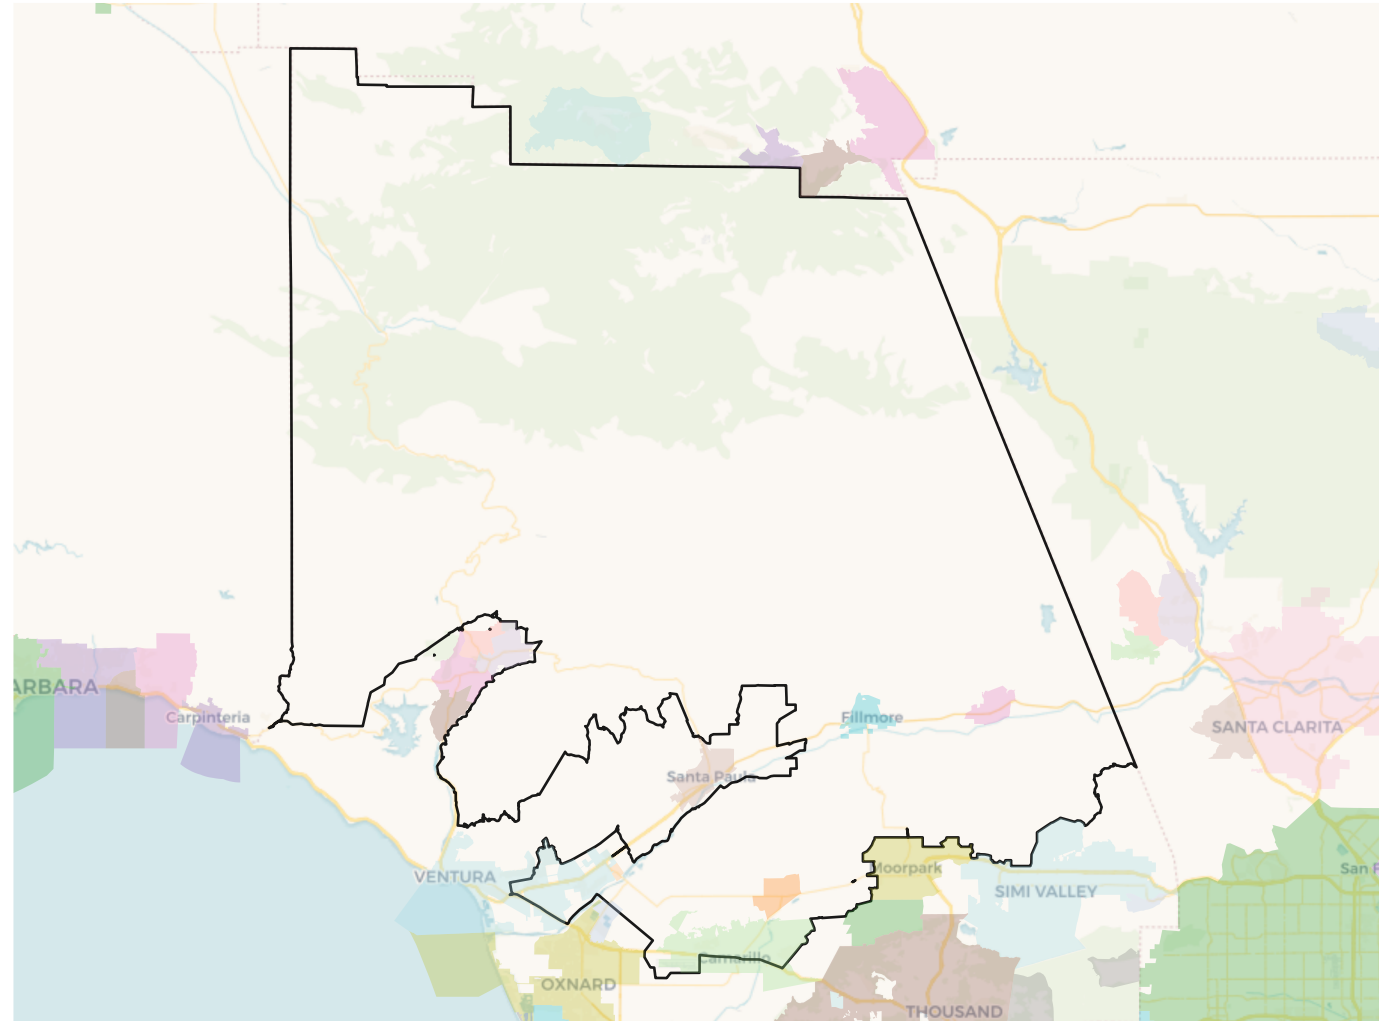 ARBARA
Carpinteria
Fillmore
SANTA CLARITA
Santa Paula
VENTURA
Moorpark
SIMI VALLEY
San F
Camarillo
OXNARD
THOUSAND